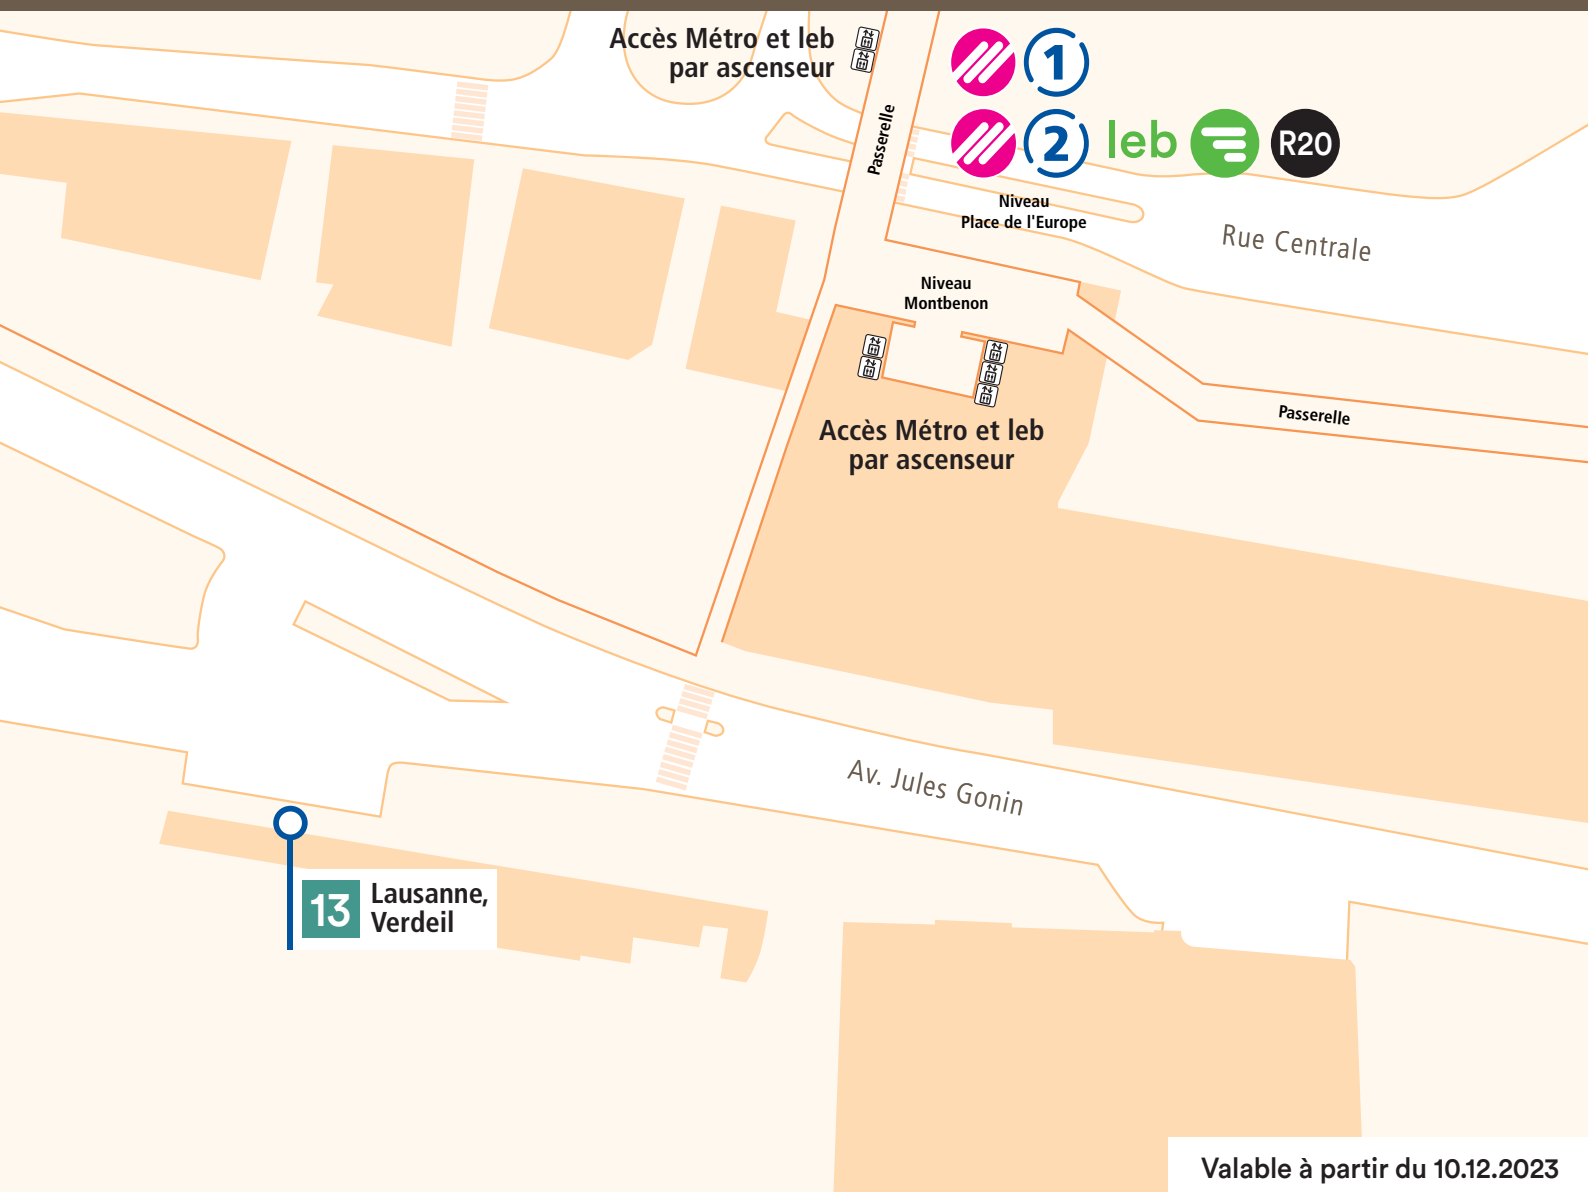 Accès Métro et leb
par ascenseur
1
2
leb
R20
Passerelle
Niveau
Place de l'Europe
Rue Centrale
Niveau
Montbenon
Passerelle
Accès Métro et leb
par ascenseur
Av. Jules Gonin
13
Lausanne,
Verdeil
Valable à partir du 10.12.2023